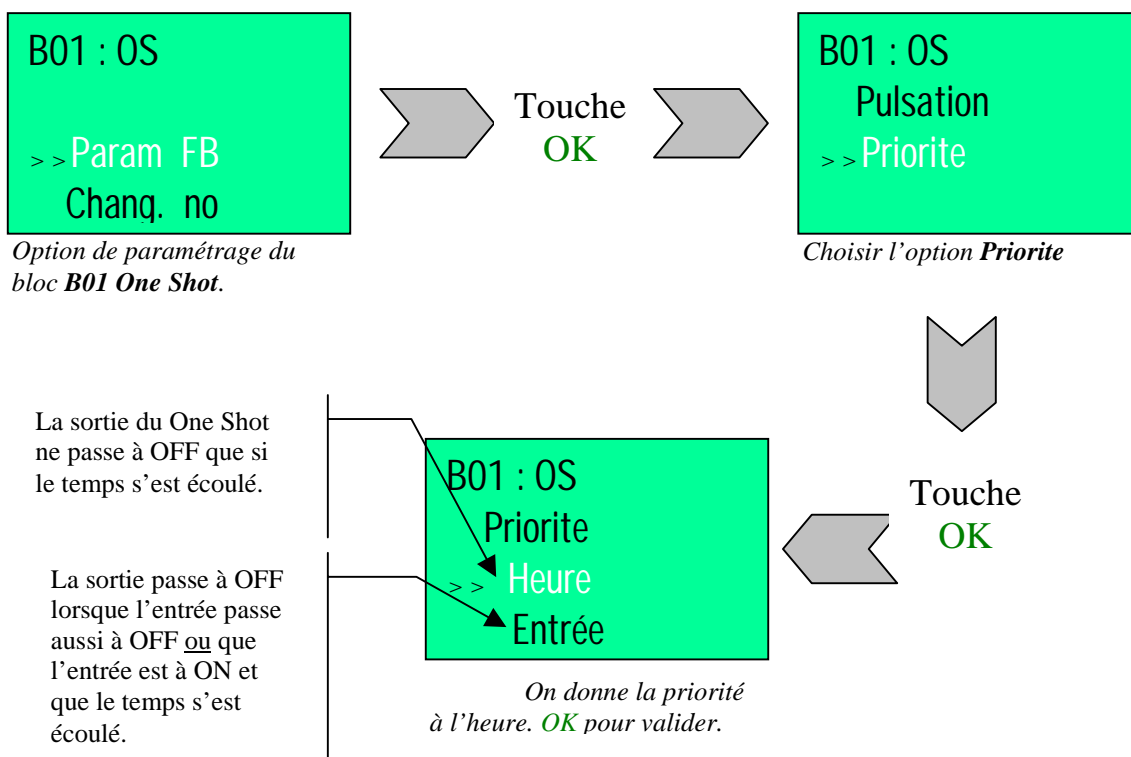 B01 : OS
>> Param FB
Chang. no
Option de paramétrage du
bloc B01 One Shot.
Touche
OK
B01 : OS
Pulsation
>> Priorite
Choisir l'option Priorite
Touche
OK
La sortie du One Shot
ne passe à OFF que si
le temps s'est écoulé.
La sortie passe à OFF
lorsque l'entrée passe
aussi à OFF ou que
l'entrée est à ON et
que le temps s'est
écoulé.
B01 : OS
Priorite
>> Heure
Entrée
On donne la priorité
à l'heure. OK pour valider.